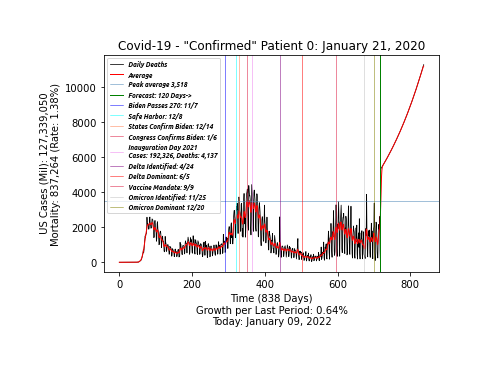 Covid-19 - "Confirmed" Patient 0: January 21, 2020
US Cases (Mil): 127,339,050
Mortality: 837,264 (Rate: 1.38%)
10000
8000
6000
4000
2000
0
Daily Deaths
Average
Peak average 3,518
Forecast: 120 Days->
Biden Passes 270: 11/7
Safe Harbor: 12/8
States Confirm Biden: 12/14
Congress Confirms Biden: 1/6
Inauguration Day 2021
Cases: 192,326, Deaths: 4,137
Delta Identified: 4/24
Delta Dominant: 6/5
Vaccine Mandate: 9/9
Omicron Identified: 11/25
Omicron Dominant 12/20
0 200 400 600 800
Time (838 Days)
Growth per Last Period: 0.64%
Today: January 09, 2022